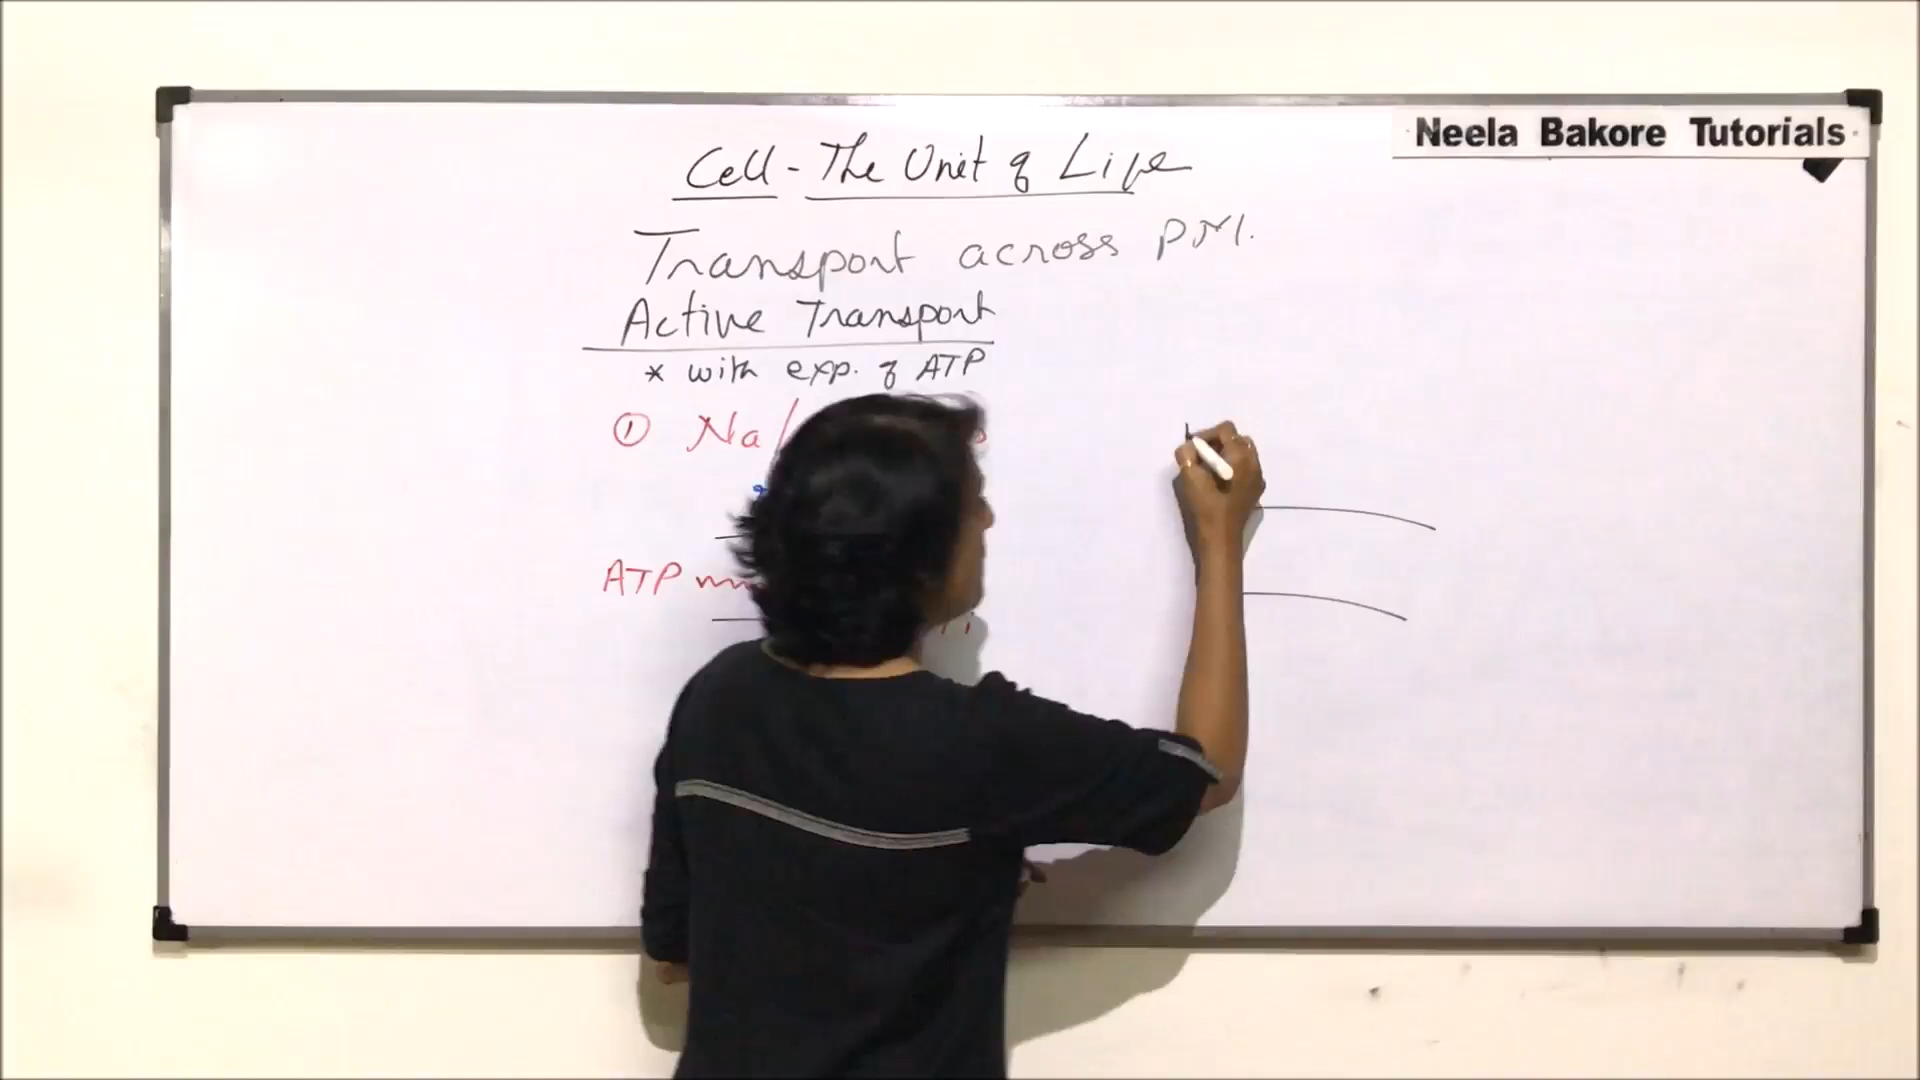 Neela Bakore Tutorials
Cell - The Unit of Life
Transport across PM.
Active Transport
* with exp. of ATP
① Na/
ATP